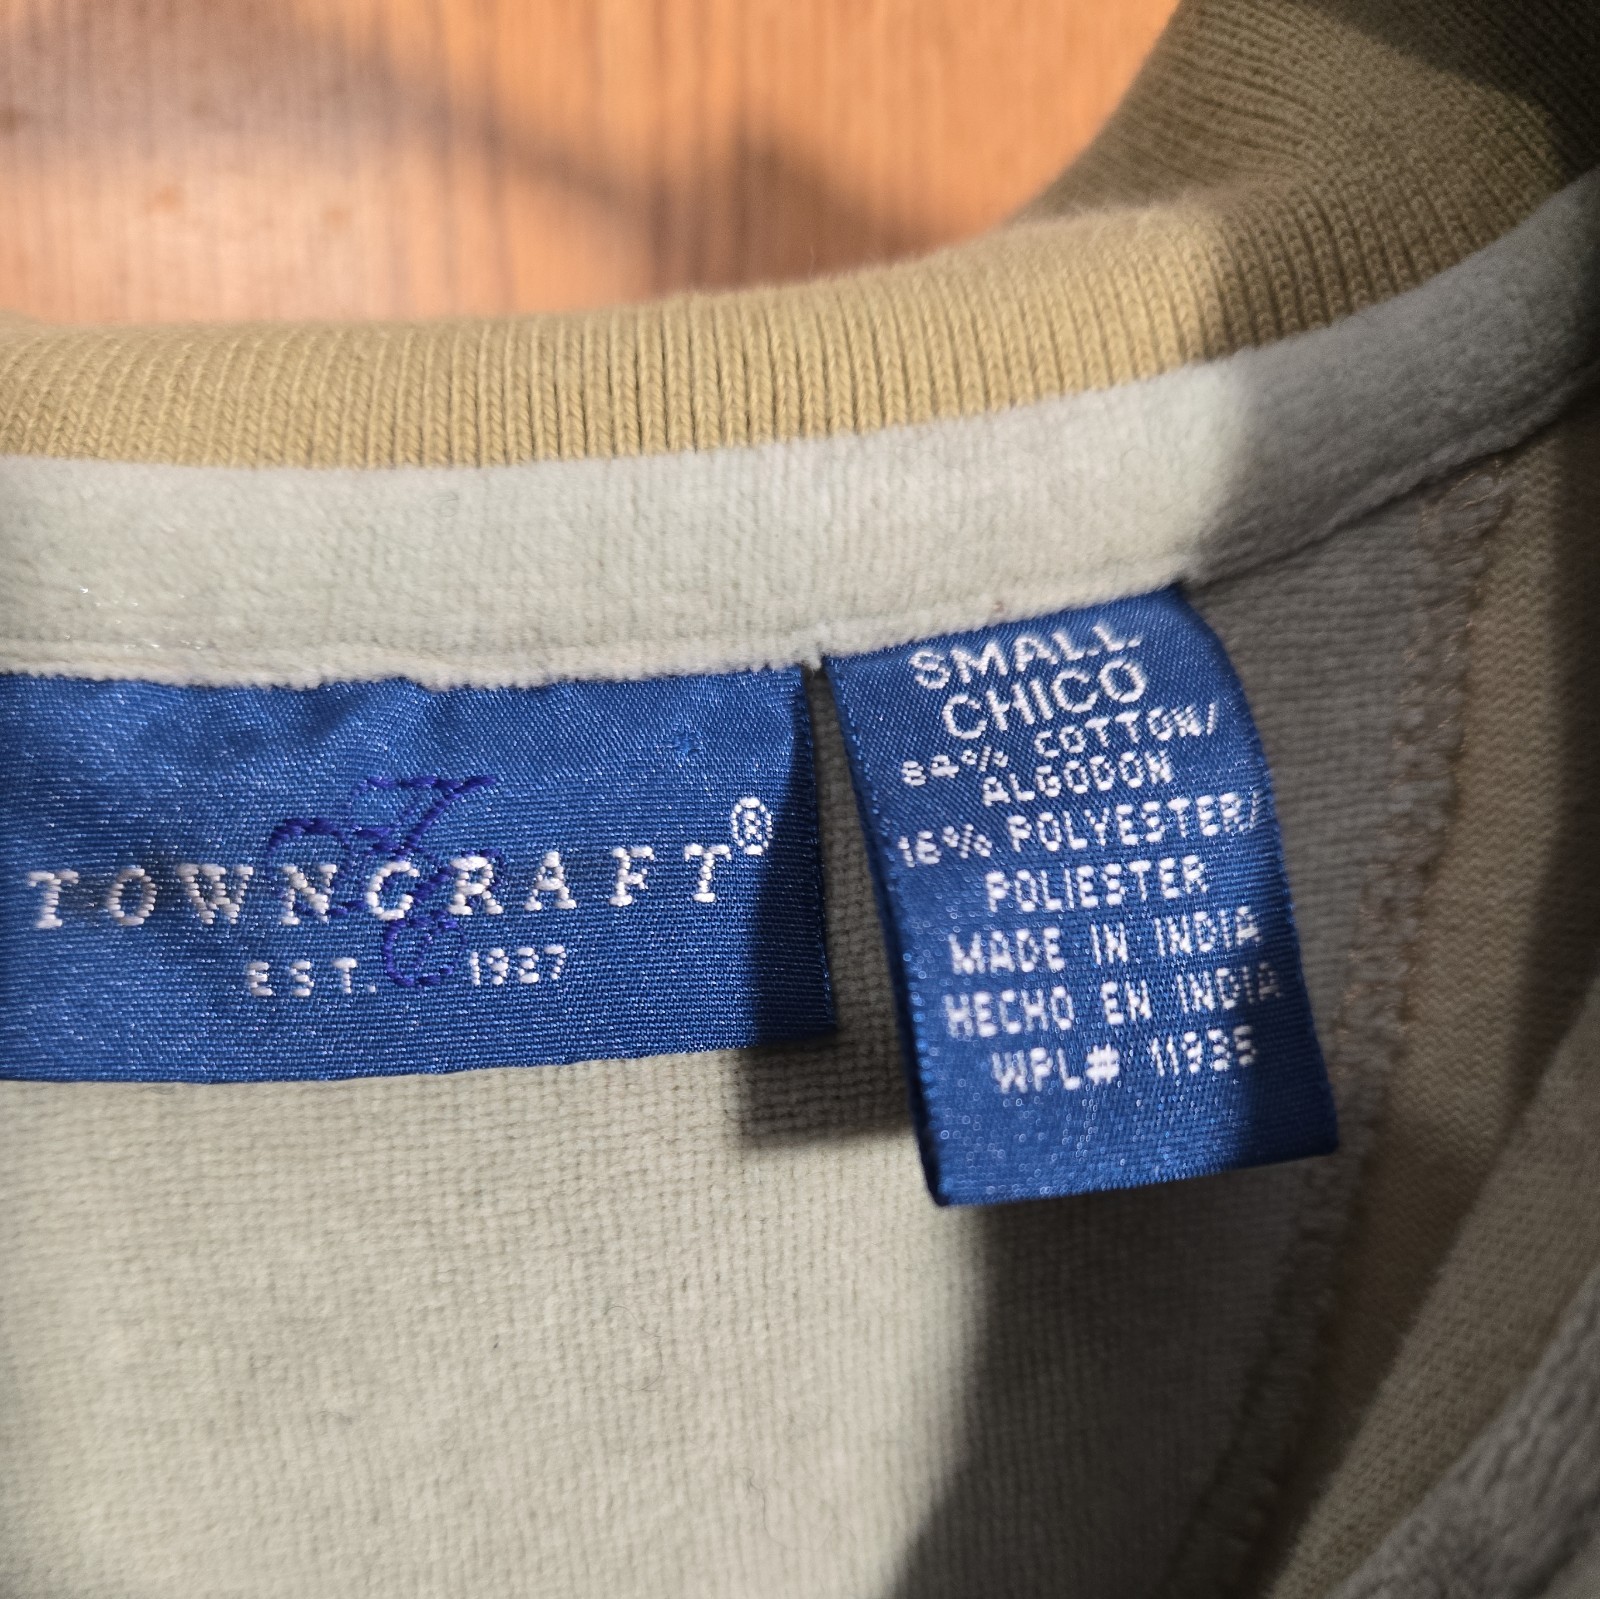 TOWNCRAFT®
EST. 1927
SMALL
CHICO
84% COTTON/
ALGODON
16% POLYESTER/
POLIESTER
MADE IN INDIA
HECHO EN INDIA
WPL# 11935